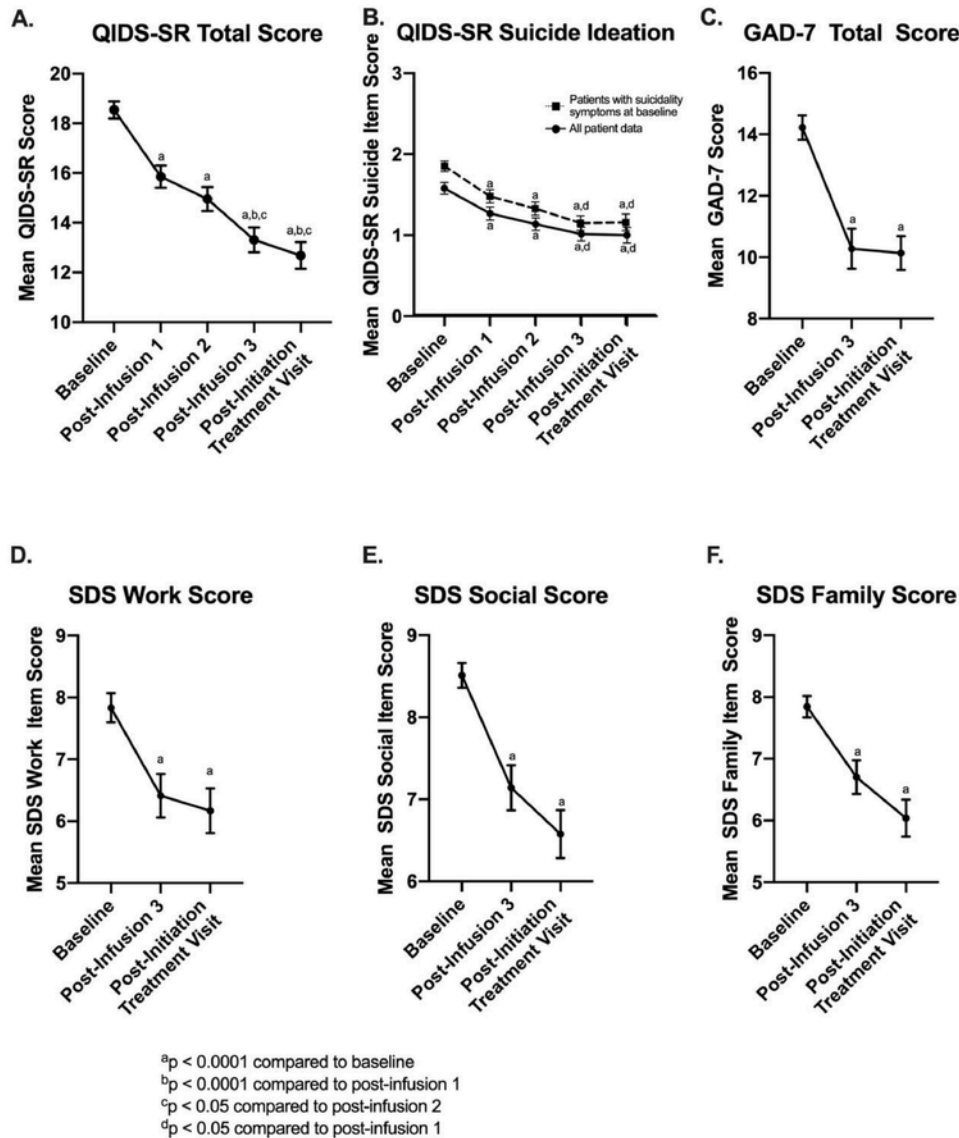 A.
QIDS-SR Total Score
Mean QIDS-SR Score
20
18
16
14
12
10
a
a
a,b,c
a,b,c
Baseline
Post-Infusion 1
Post-Infusion 2
Post-Infusion 3
Post-Initiation
Treatment Visit
B.
QIDS-SR Suicide Ideation
Mean QIDS-SR Suicide Item Score
3
2
1
0
Patients with suicidality
symptoms at baseline
All patient data
a
a
a,d
a,d
a
a
a,d
a,d
Baseline
Post-Infusion 1
Post-Infusion 2
Post-Infusion 3
Post-Initiation
Treatment Visit
C.
GAD-7 Total Score
Mean GAD-7 Score
16
14
12
10
8
a
a
Baseline
Post-Infusion 3
Post-Initiation
Treatment Visit
D.
SDS Work Score
Mean SDS Work Item Score
9
8
7
6
5
a
a
Baseline
Post-Infusion 3
Post-Initiation
Treatment Visit
E.
SDS Social Score
Mean SDS Social Item Score
9
8
7
6
a
a
Baseline
Post-Infusion 3
Post-Initiation
Treatment Visit
F.
SDS Family Score
Mean SDS Family Item Score
9
8
7
6
5
a
a
Baseline
Post-Infusion 3
Post-Initiation
Treatment Visit
ap < 0.0001 compared to baseline
bp < 0.0001 compared to post-infusion 1
cp < 0.05 compared to post-infusion 2
dp < 0.05 compared to post-infusion 1